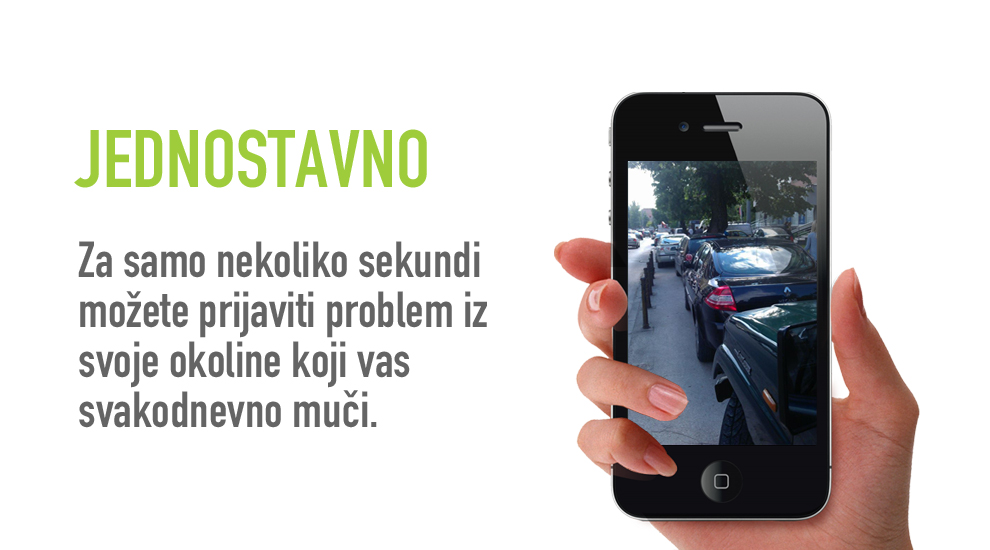 JEDNOSTAVNO
Za samo nekoliko sekundi
možete prijaviti problem iz
svoje okoline koji vas
svakodnevno muči.